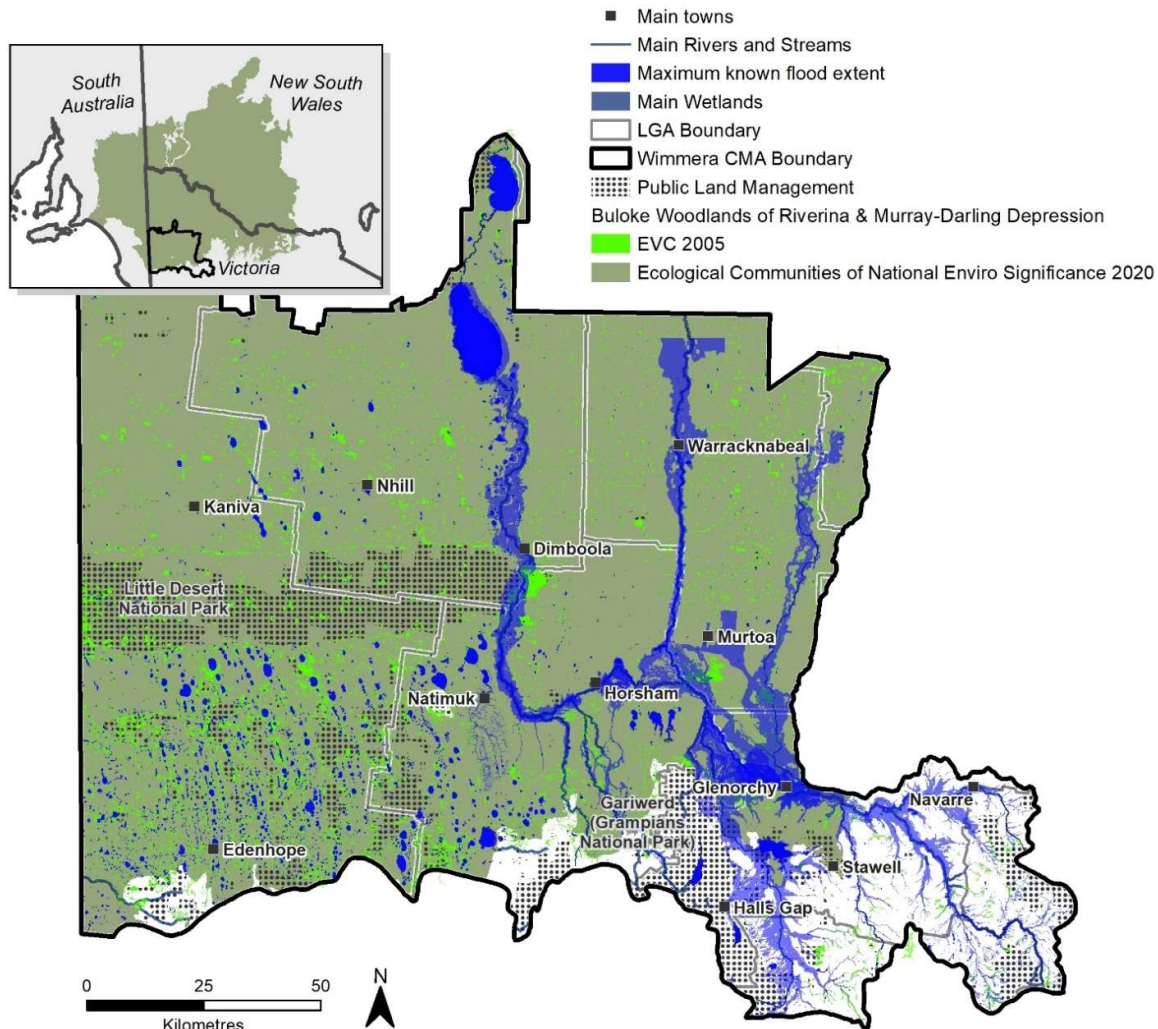 Main towns
Main Rivers and Streams
Maximum known flood extent
Main Wetlands
LGA Boundary
Wimmera CMA Boundary
Public Land Management
Buloke Woodlands of Riverina & Murray-Darling Depression
EVC 2005
Ecological Communities of National Enviro Significance 2020
South
Australia
New South
Wales
Victoria
Warracknabeal
Nhill
Kaniva
Dimboola
Little Desert
National Park
Murtoa
Natimuk
Horsham
Glenorchy
Navarre
Gariwerd
(Grampians
National Park)
Edenhope
Stawell
Halls Gap
0 25 50
Kilometres
N